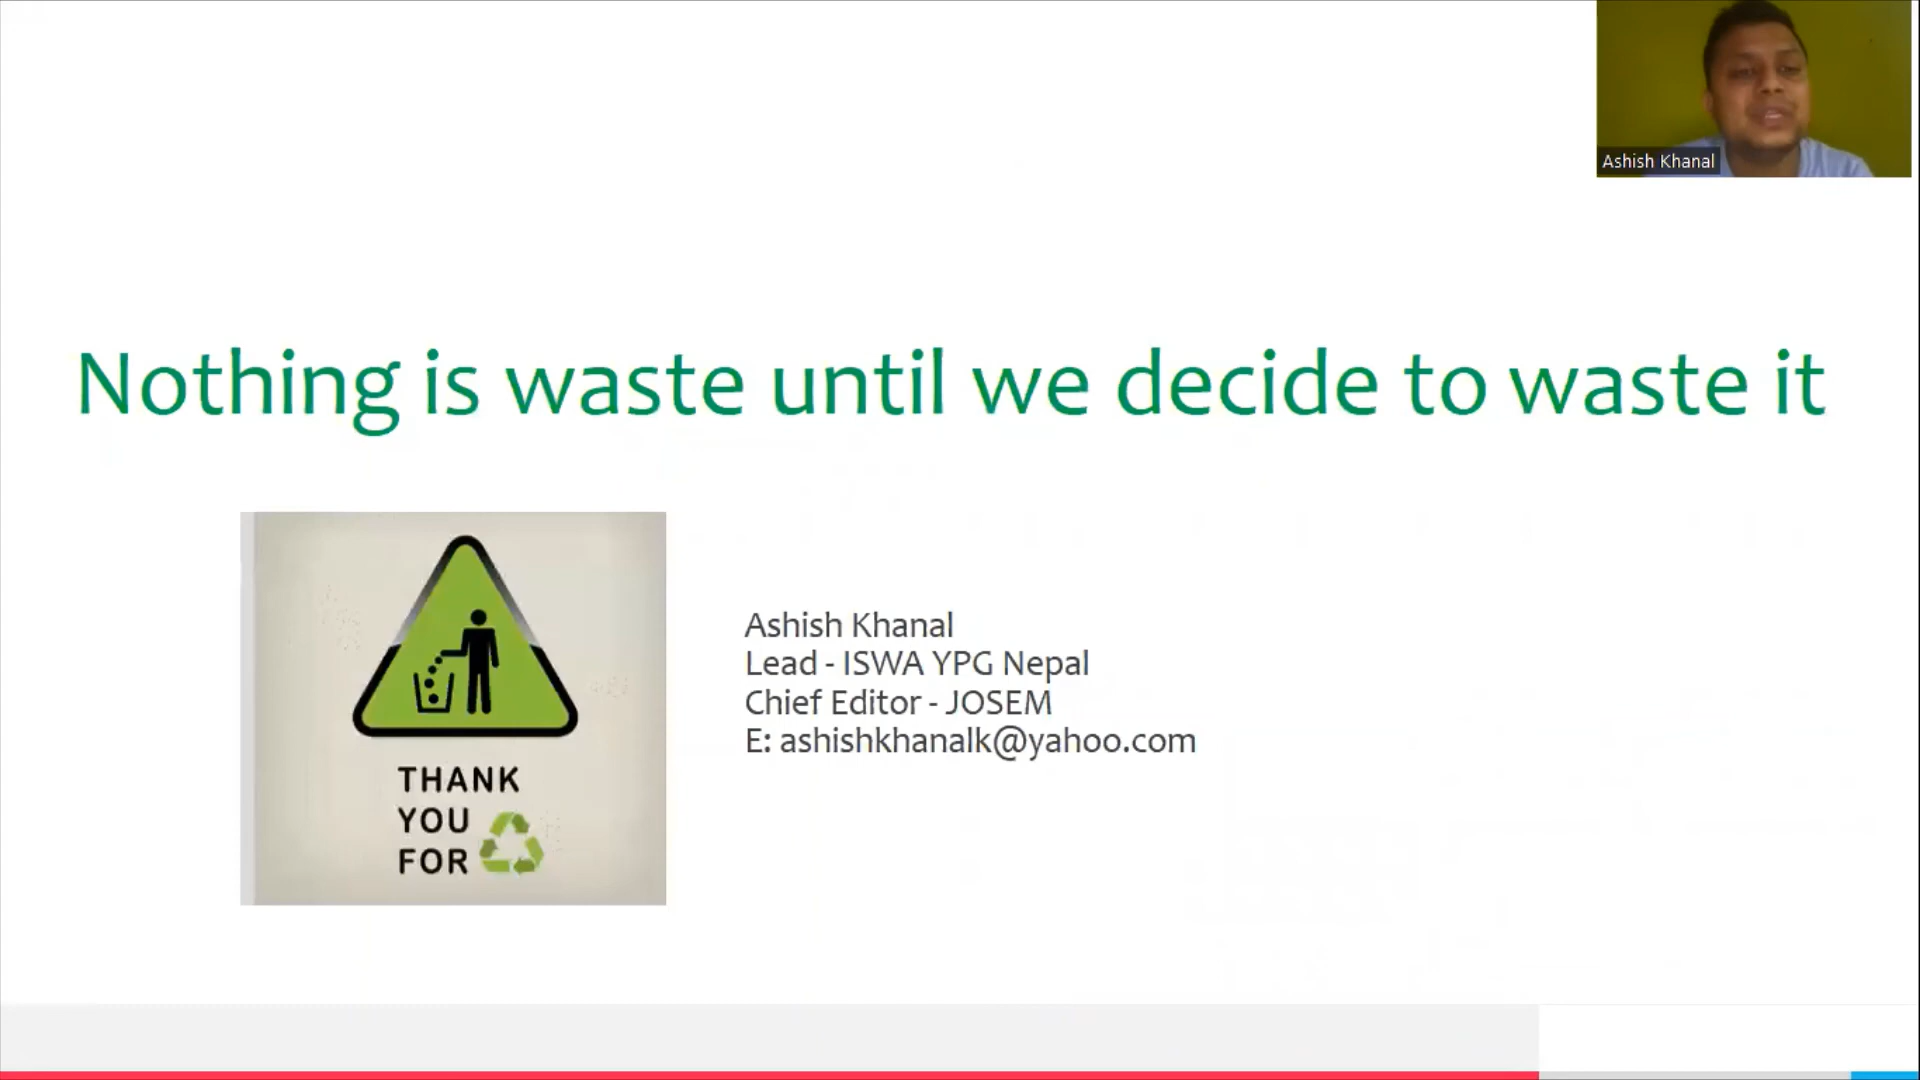 Ashish Khanal
Nothing is waste until we decide to waste it
THANK
YOU
FOR
Ashish Khanal
Lead - ISWA YPG Nepal
Chief Editor - JOSEM
E: ashishkhanalk@yahoo.com